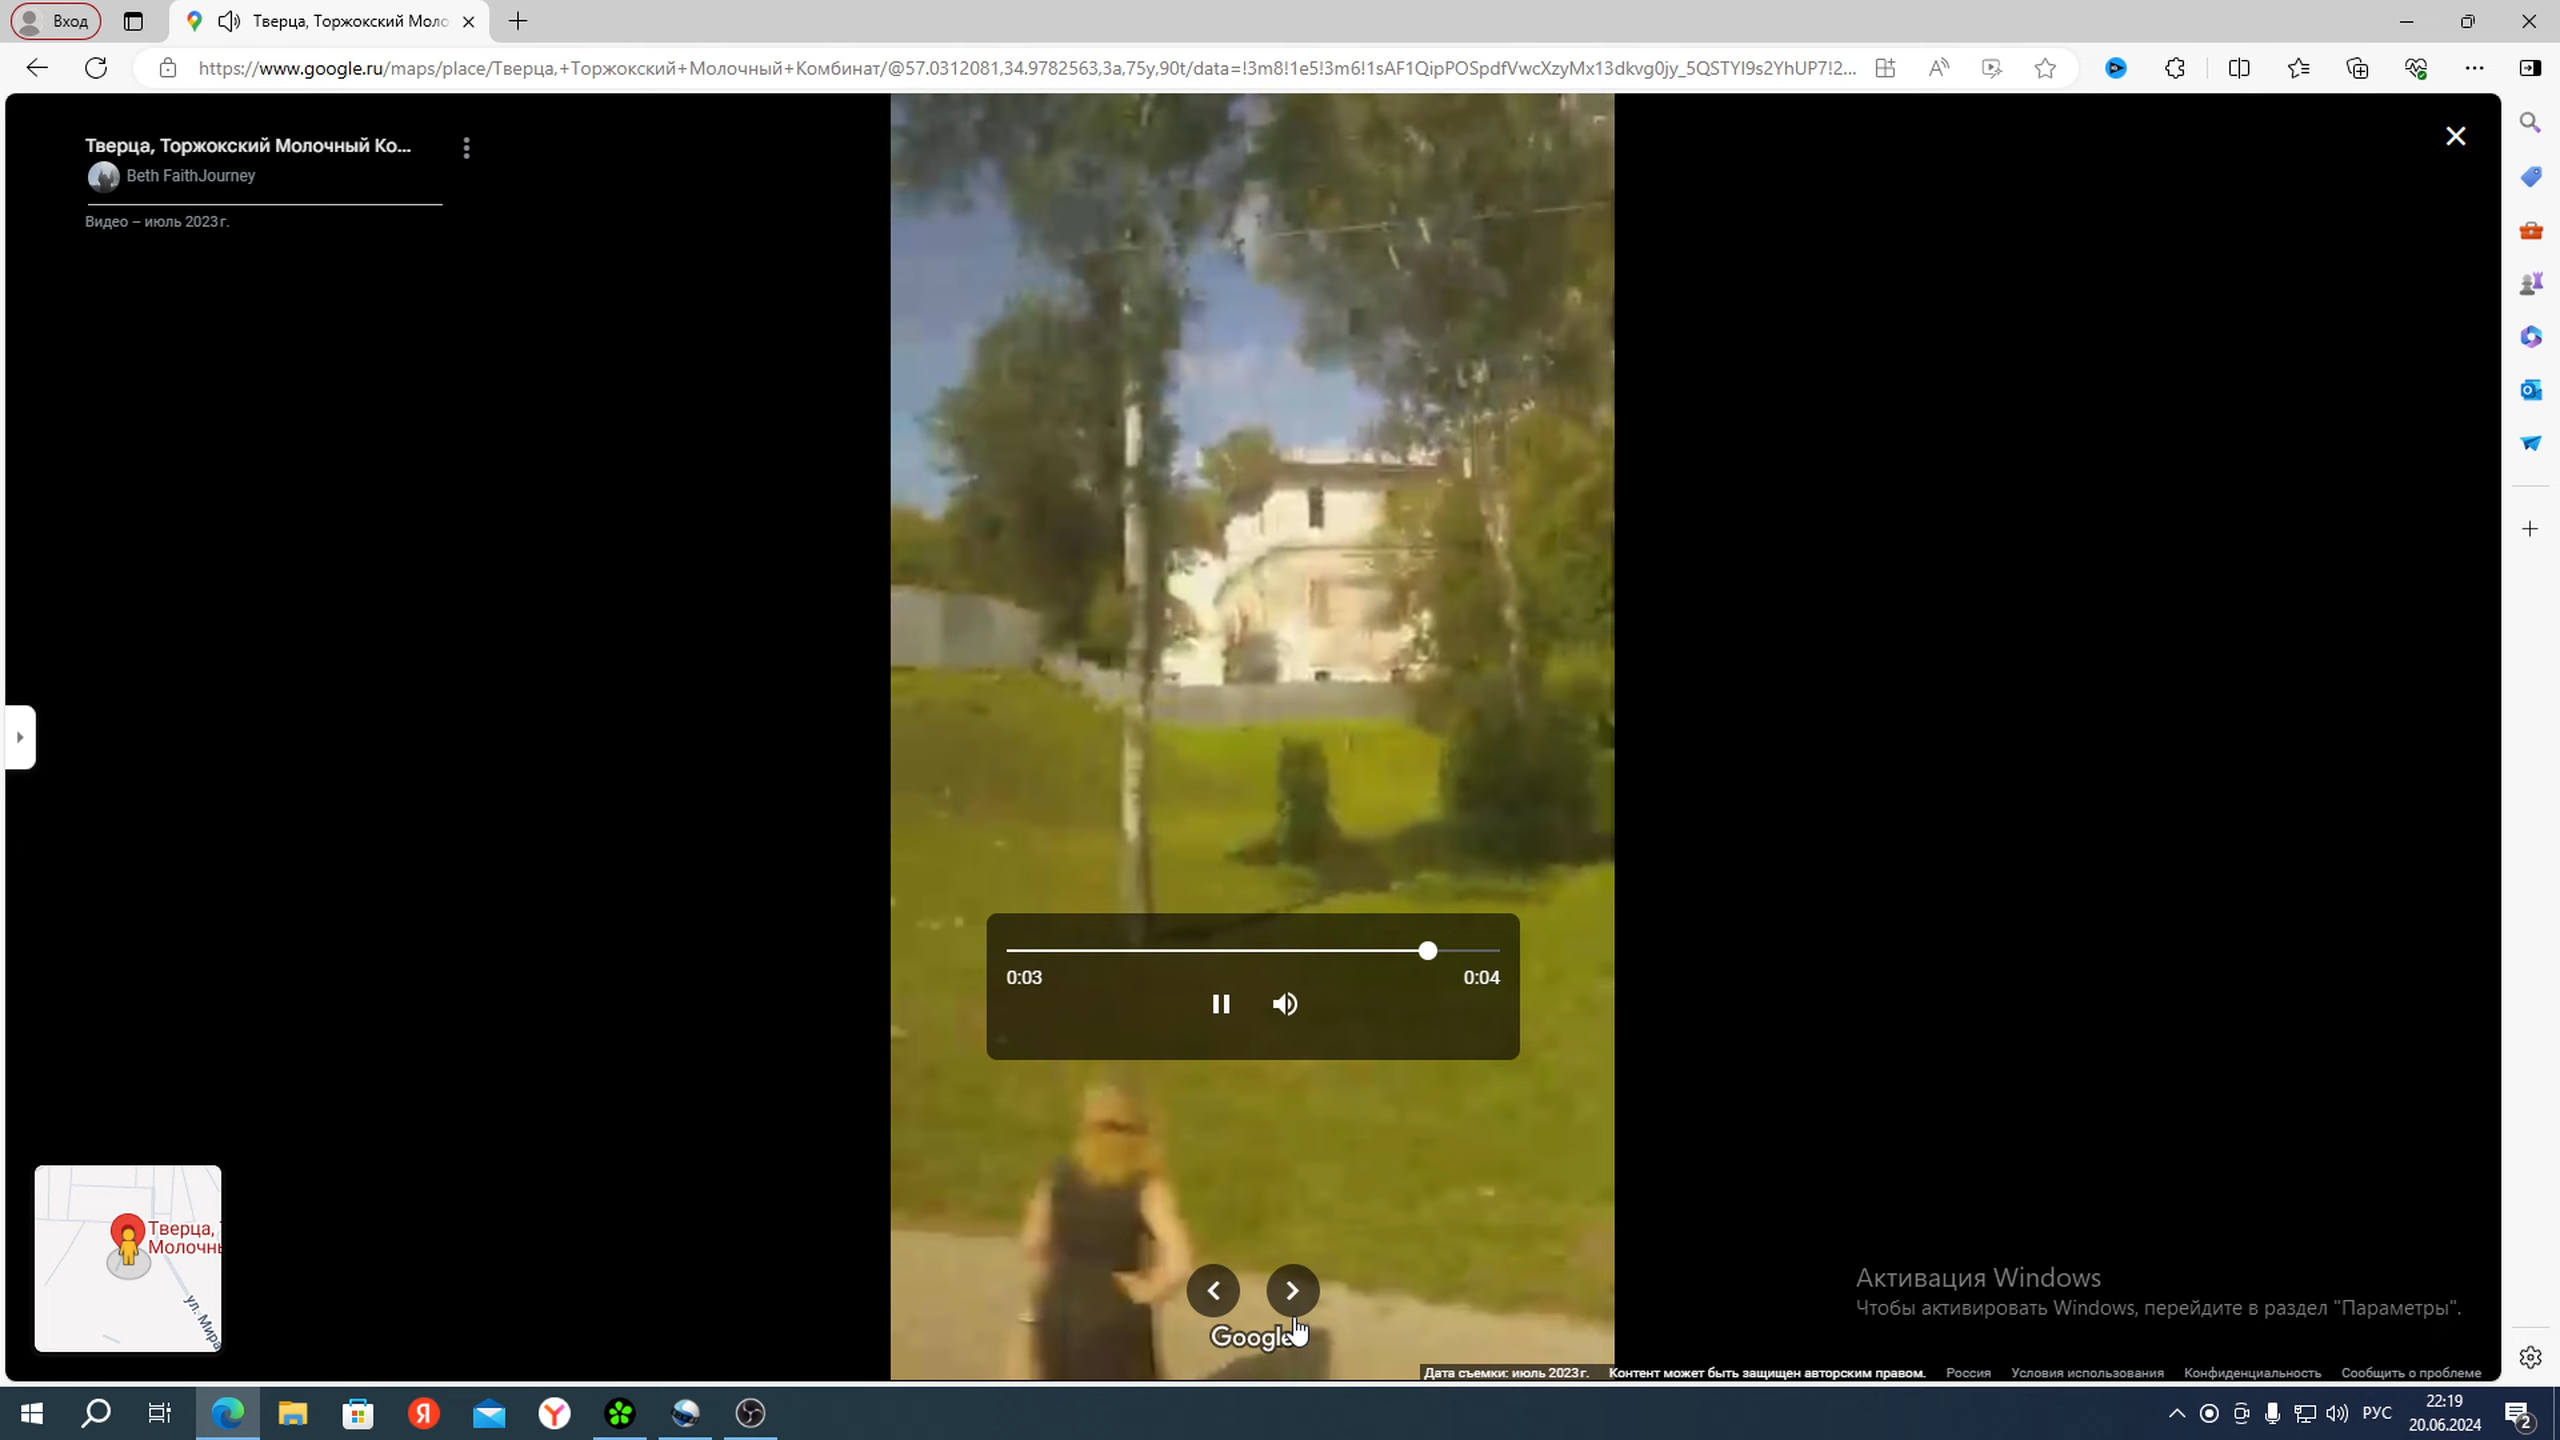 Вход
Тверца, Торжокский Моло
https://www.google.ru/maps/place/Тверца,+Торжокский+Молочный+Комбинат/@57.0312081,34.9782563,3a,75y,90t/data=!3m8!1e5!3m6!1sAF1QipPOSpdfVwcXzyMx13dkvg0jy_5QSTYI9s2YhUP7!2...
Тверца, Торжокский Молочный Ко...
Beth FaithJourney
Видео – июль 2023 г.
0:03
0:04
Тверца,
Молочн
ул. Мира
Google
Активация Windows
Чтобы активировать Windows, перейдите в раздел "Параметры".
Дата съемки: июль 2023 г. Контент может быть защищен авторским правом. Россия Условия использования Конфиденциальность Сообщить о проблеме
РУС
22:19
20.06.2024
2